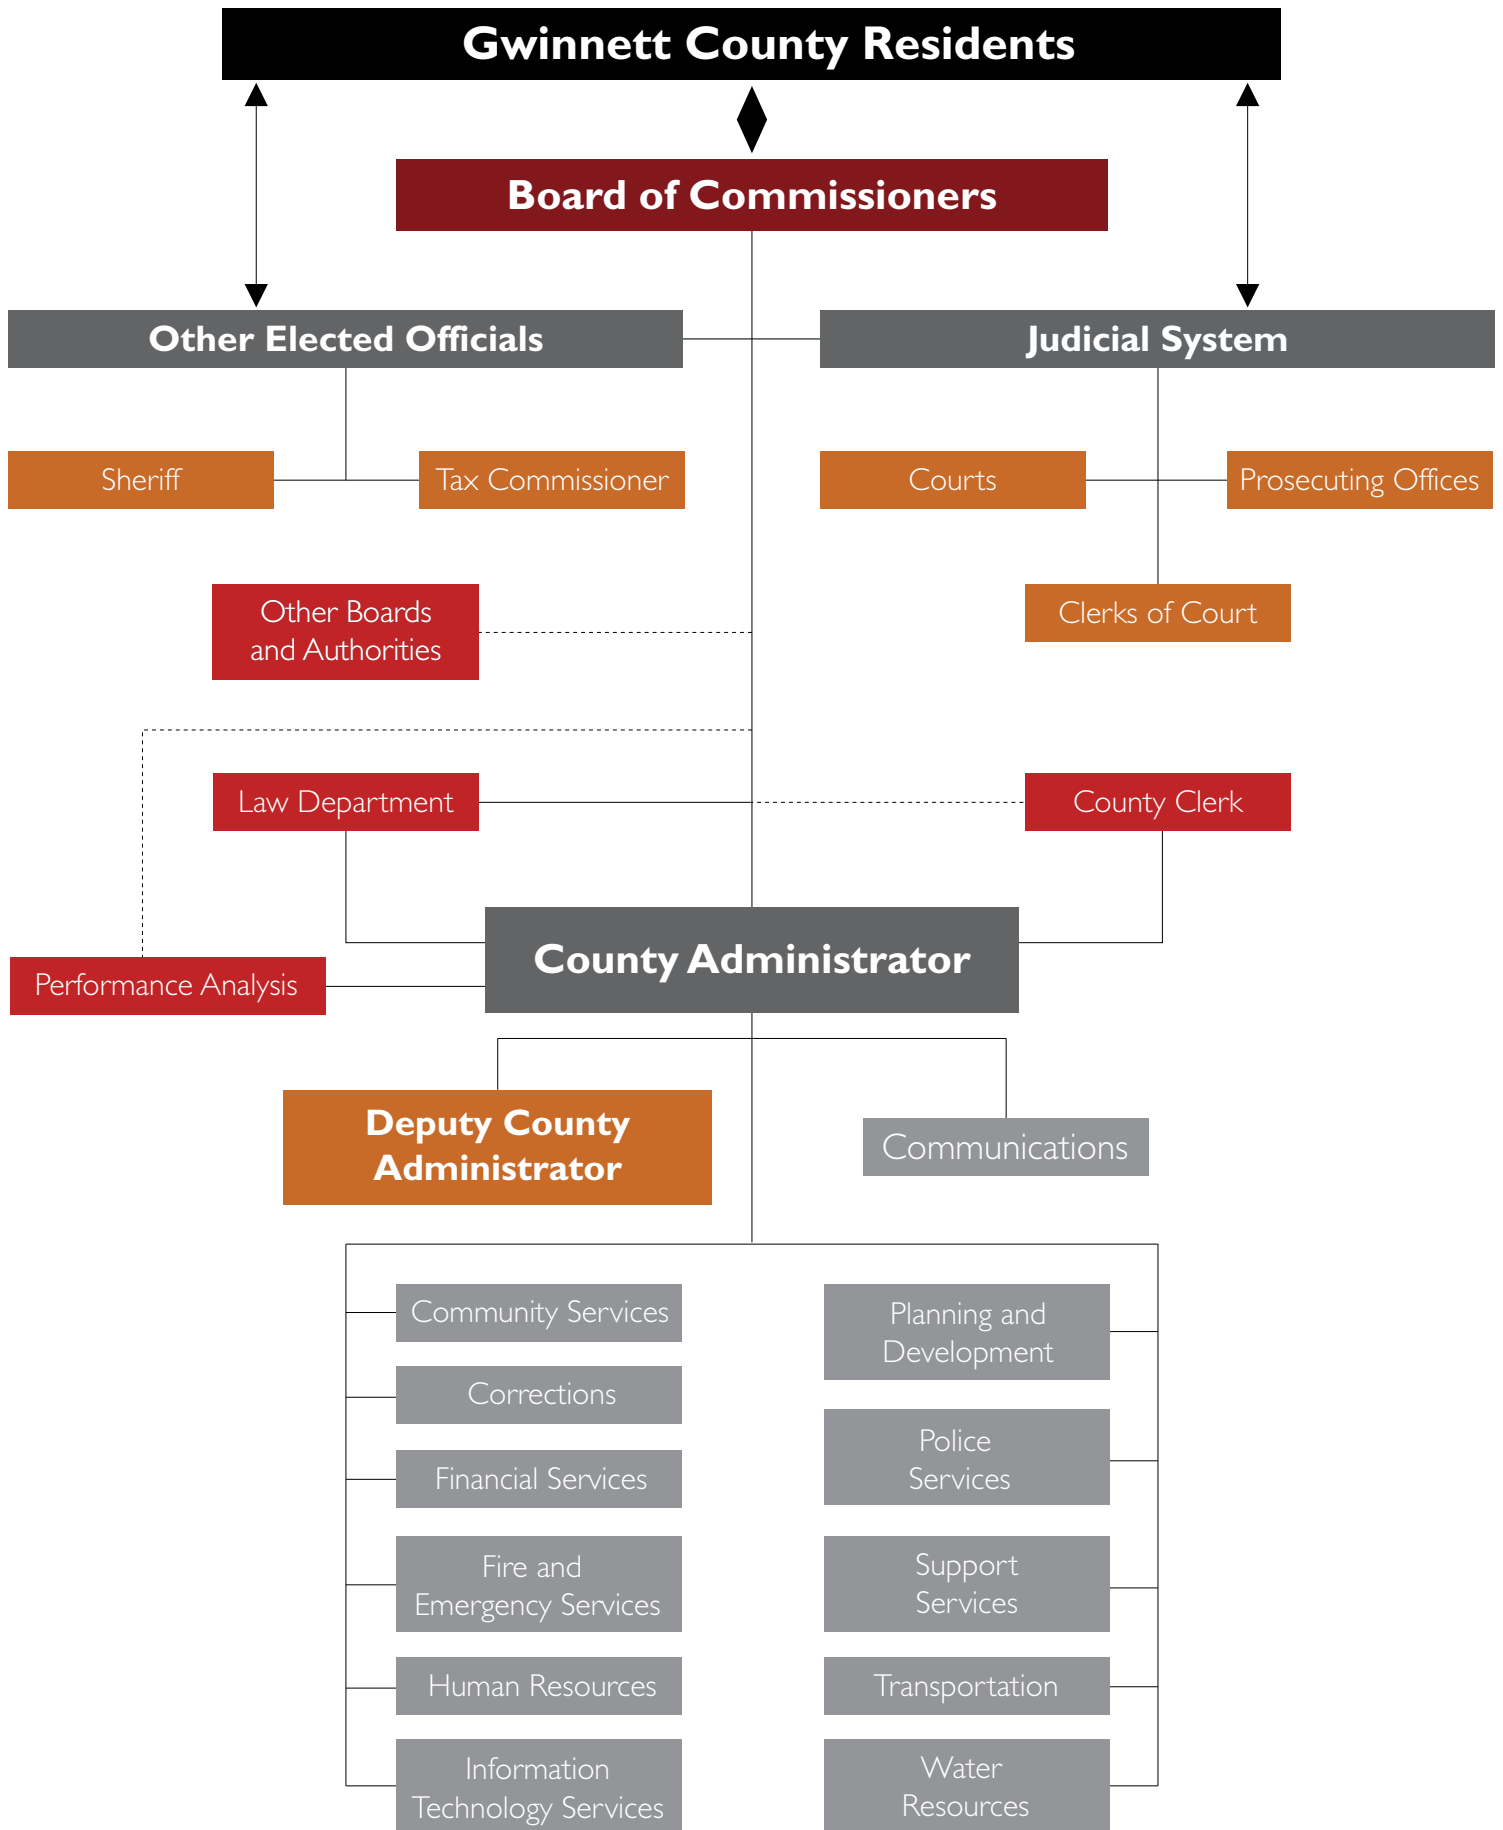 Gwinnett County Residents
Board of Commissioners
Other Elected Officials
Judicial System
Sheriff
Tax Commissioner
Courts
Prosecuting Offices
Other Boards
and Authorities
Clerks of Court
Law Department
County Clerk
County Administrator
Performance Analysis
Deputy County
Administrator
Communications
Community Services
Corrections
Financial Services
Fire and
Emergency Services
Human Resources
Information
Technology Services
Planning and
Development
Police
Services
Support
Services
Transportation
Water
Resources